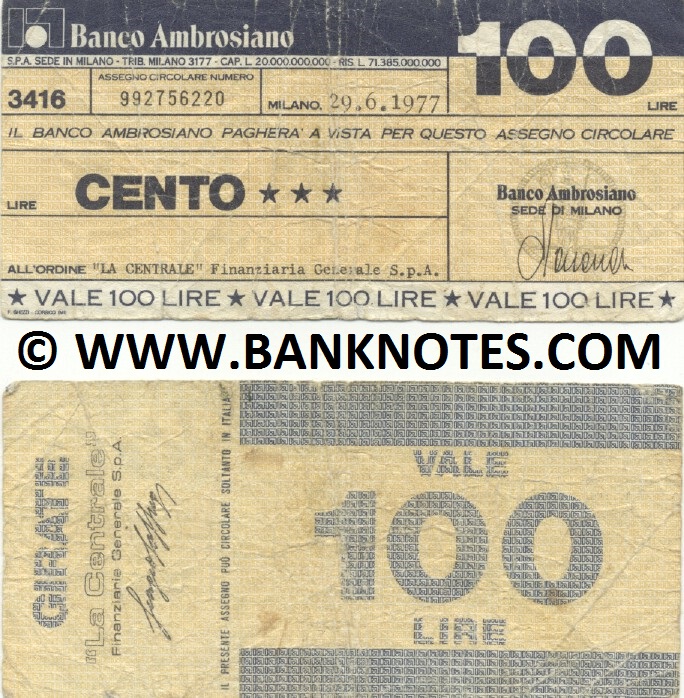 Banco Ambrosiano
100
S.P.A. SEDE IN MILANO - TRIB. MILANO 3177 - CAP. L. 20.000.000.000 - RIS. L. 71.385.000.000
ASSEGNO CIRCOLARE NUMERO
3416
992756220
MILANO, 29.6.1977
LIRE
IL BANCO AMBROSIANO PAGHERA' A VISTA PER QUESTO ASSEGNO CIRCOLARE
LIRE CENTO ★★★
Banco Ambrosiano
SEDE DI MILANO
ALL'ORDINE "LA CENTRALE" Finanziaria Generale S.p.A.
★ VALE 100 LIRE ★ VALE 100 LIRE ★ VALE 100 LIRE ★
© WWW.BANKNOTES.COM
GIRATE
"La Centrale"
Finanziaria Generale S.p.A.
IL PRESENTE ASSEGNO PUÒ CIRCOLARE SOLTANTO IN ITALIA
VALE
100
LIRE